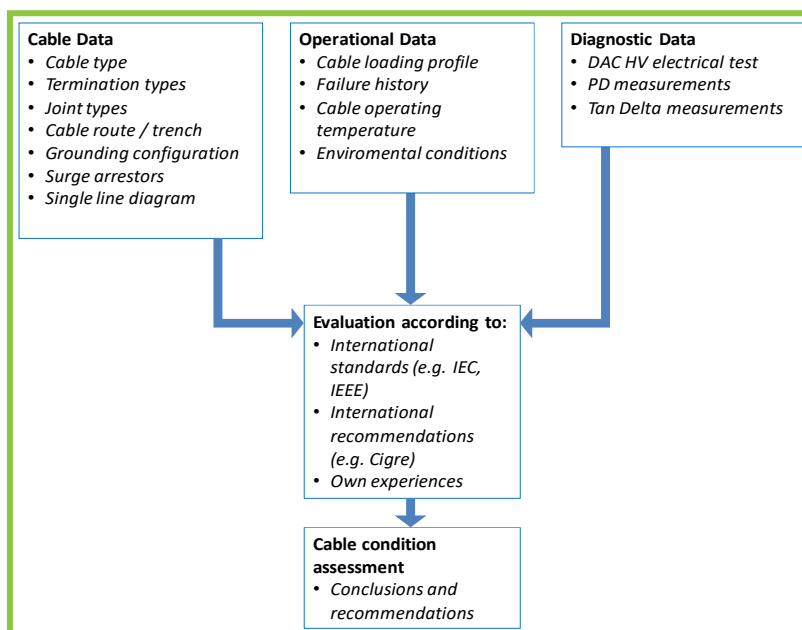 Cable Data
• Cable type
• Termination types
• Joint types
• Cable route / trench
• Grounding configuration
• Surge arrestors
• Single line diagram
Operational Data
• Cable loading profile
• Failure history
• Cable operating
temperature
• Enviromental conditions
Diagnostic Data
• DAC HV electrical test
• PD measurements
• Tan Delta measurements
Evaluation according to:
• International
standards (e.g. IEC,
IEEE)
• International
recommendations
(e.g. Cigre)
• Own experiences
Cable condition
assessment
• Conclusions and
recommendations